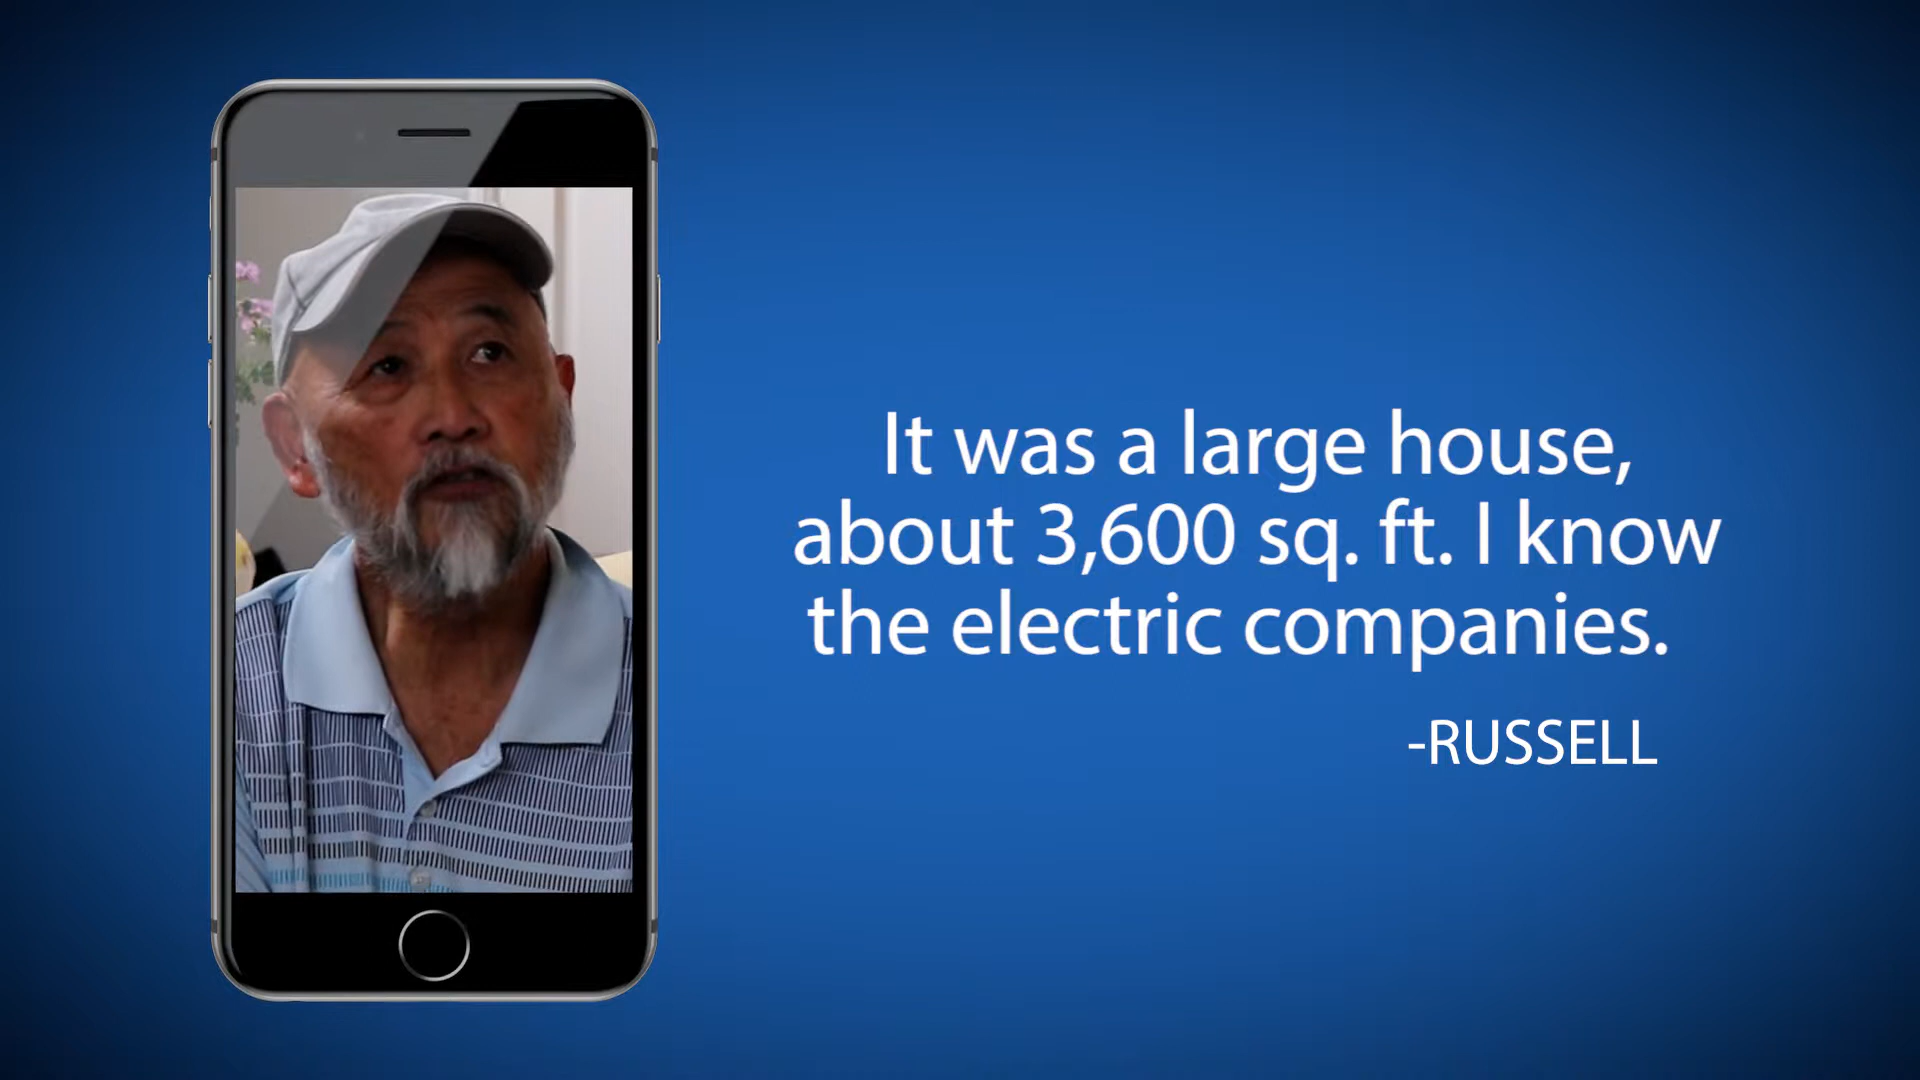 It was a large house,
about 3,600 sq. ft. I know
the electric companies.
-RUSSELL